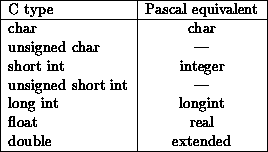 C type Pascal equivalent
char char
unsigned char —
short int integer
unsigned short int —
long int longint
float real
double extended